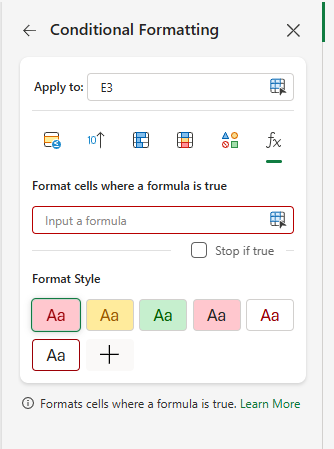 Conditional Formatting
Apply to: E3
10
fx
Format cells where a formula is true
Input a formula
Stop if true
Format Style
Aa Aa Aa Aa Aa
Aa
Formats cells where a formula is true. Learn More